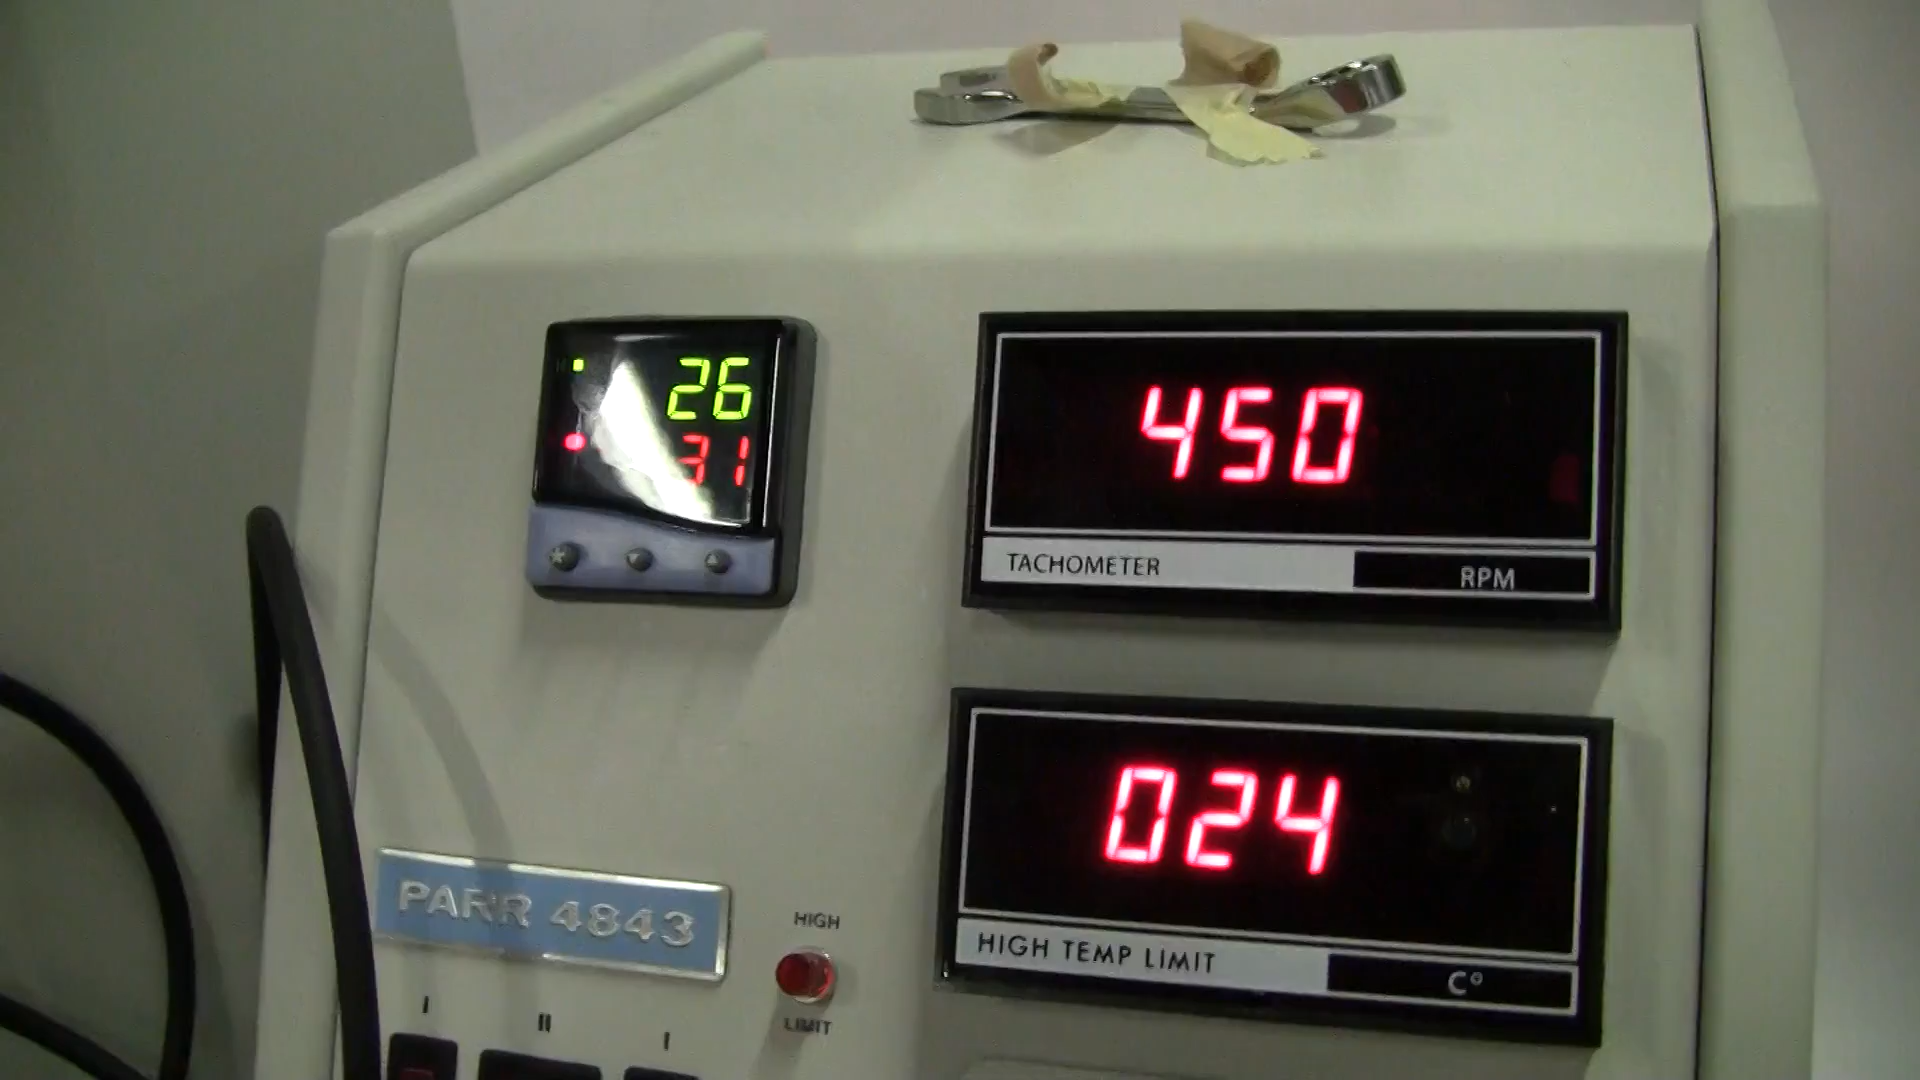 26
31
450
TACHOMETER RPM
024
HIGH TEMP LIMIT C°
PARR 4843
HIGH
LIMIT
I
II
I